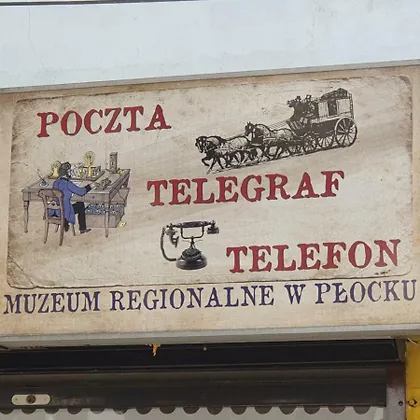 POCZTA
TELEGRAF
TELEFON
MUZEUM REGIONALNE W PŁOCKU